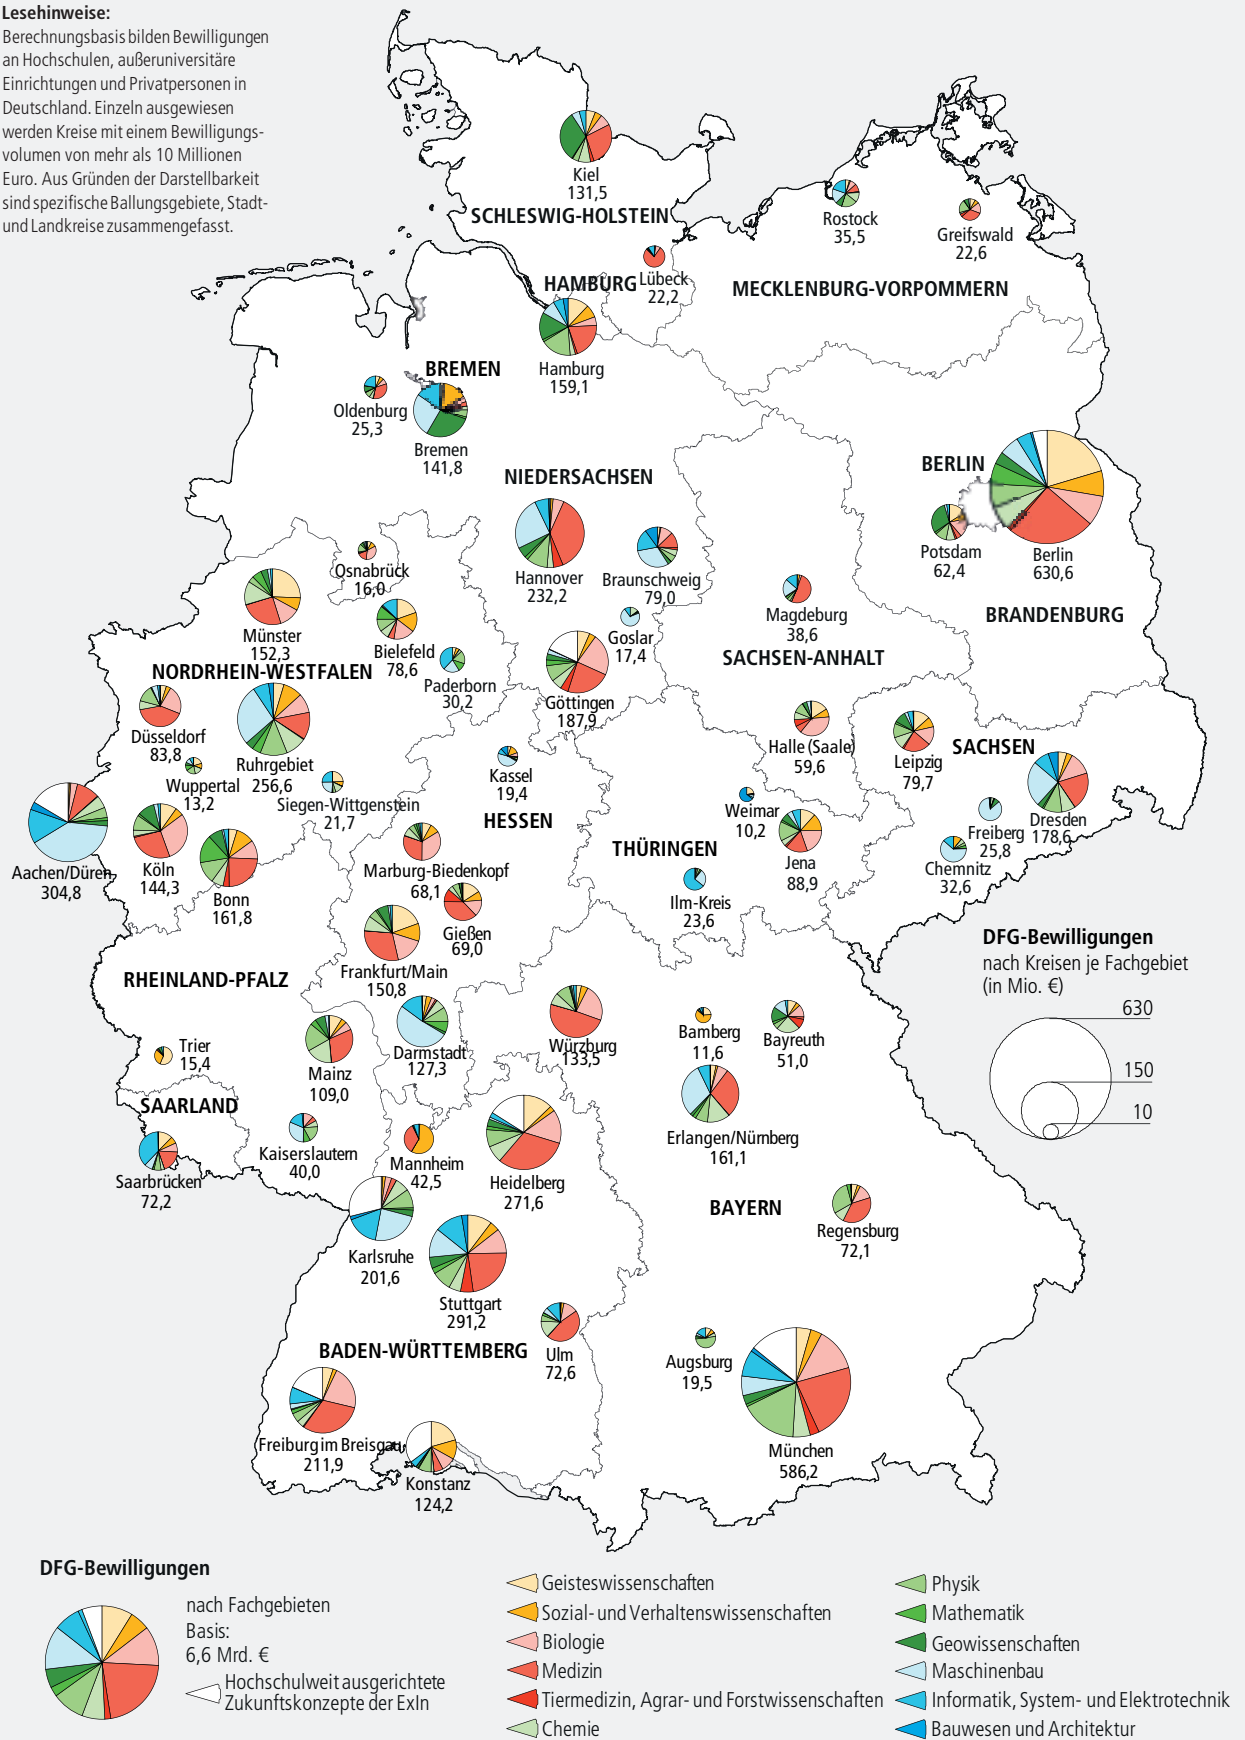 Lesehinweise:
Berechnungsbasis bilden Bewilligungen
an Hochschulen, außeruniversitäre
Einrichtungen und Privatpersonen in
Deutschland. Einzeln ausgewiesen
werden Kreise mit einem Bewilligungs-
volumen von mehr als 10 Millionen
Euro. Aus Gründen der Darstellbarkeit
sind spezifische Ballungsgebiete, Stadt-
und Landkreise zusammengefasst.
Kiel
131,5
SCHLESWIG-HOLSTEIN
Rostock
35,5
Greifswald
22,6
Lübeck
22,2
HAMBURG
MECKLENBURG-VORPOMMERN
Hamburg
159,1
BREMEN
Oldenburg
25,3
Bremen
141,8
NIEDERSACHSEN
BERLIN
Potsdam
62,4
Berlin
630,6
BRANDENBURG
Osnabrück
16,0
Hannover
232,2
Braunschweig
79,0
Magdeburg
38,6
SACHSEN-ANHALT
Goslar
17,4
Münster
152,3
Bielefeld
78,6
NORDRHEIN-WESTFALEN
Paderborn
30,2
Göttingen
187,9
Düsseldorf
83,8
Ruhrgebiet
256,6
Wuppertal
13,2
Siegen-Wittgenstein
21,7
Kassel
19,4
HESSEN
Halle (Saale)
59,6
Leipzig
79,7
SACHSEN
Dresden
178,6
Freiberg
25,8
Chemnitz
32,6
Weimar
10,2
Jena
88,9
THÜRINGEN
Ilm-Kreis
23,6
Aachen/Düren
304,8
Köln
144,3
Bonn
161,8
Marburg-Biedenkopf
68,1
Gießen
69,0
Frankfurt/Main
150,8
RHEINLAND-PFALZ
DFG-Bewilligungen
nach Kreisen je Fachgebiet
(in Mio. €)
630
150
10
Trier
15,4
Mainz
109,0
Darmstadt
127,3
Würzburg
133,5
Bamberg
11,6
Bayreuth
51,0
SAARLAND
Saarbrücken
72,2
Kaiserslautern
40,0
Mannheim
42,5
Heidelberg
271,6
Erlangen/Nürnberg
161,1
BAYERN
Regensburg
72,1
Karlsruhe
201,6
Stuttgart
291,2
BADEN-WÜRTTEMBERG
Ulm
72,6
Augsburg
19,5
München
586,2
Freiburg im Breisgau
211,9
Konstanz
124,2
DFG-Bewilligungen
nach Fachgebieten
Basis:
6,6 Mrd. €
Hochschulweit ausgerichtete
Zukunftskonzepte der ExIn
Geisteswissenschaften
Sozial- und Verhaltenswissenschaften
Biologie
Medizin
Tiermedizin, Agrar- und Forstwissenschaften
Chemie
Physik
Mathematik
Geowissenschaften
Maschinenbau
Informatik, System- und Elektrotechnik
Bauwesen und Architektur